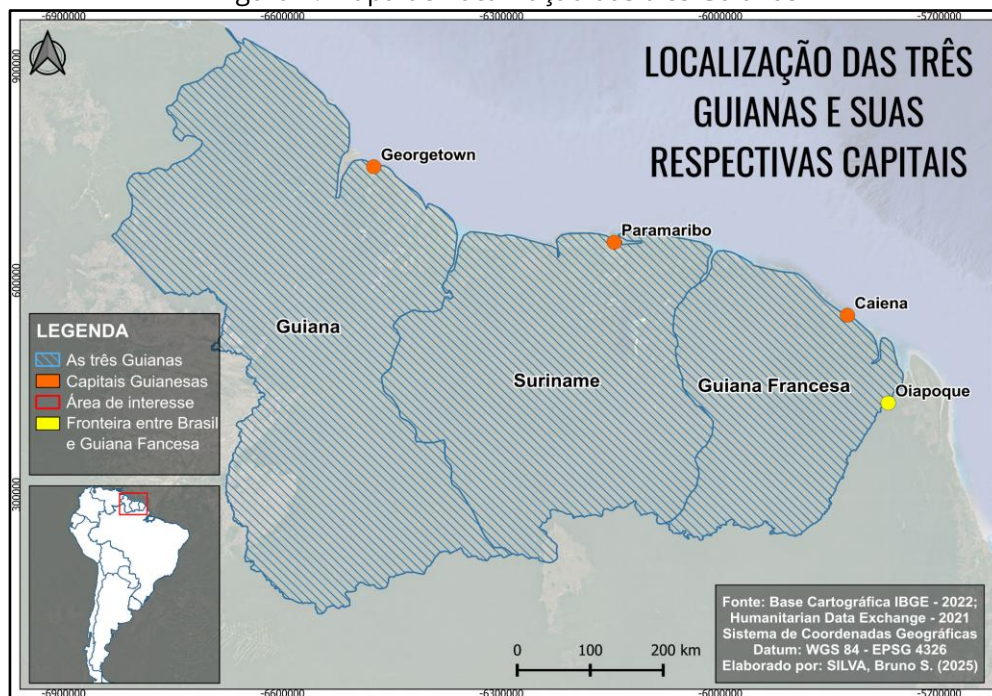 -6900000
-6600000
-6300000
-6000000
-5700000
900000
LOCALIZAÇÃO DAS TRÊS
GUIANAS E SUAS
RESPECTIVAS CAPITAIS
Georgetown
Paramaribo
600000
Caiena
Guiana
LEGENDA
As três Guianas
Capitais Guianesas
Área de interesse
Fronteira entre Brasil
e Guiana Fancesa
Suriname
Guiana Francesa
Oiapoque
300000
Fonte: Base Cartográfica IBGE - 2022;
Humanitarian Data Exchange - 2021
Sistema de Coordenadas Geográficas
Datum: WGS 84 - EPSG 4326
Elaborado por: SILVA, Bruno S. (2025)
0 100 200 km
-6900000
-6600000
-6300000
-6000000
-5700000